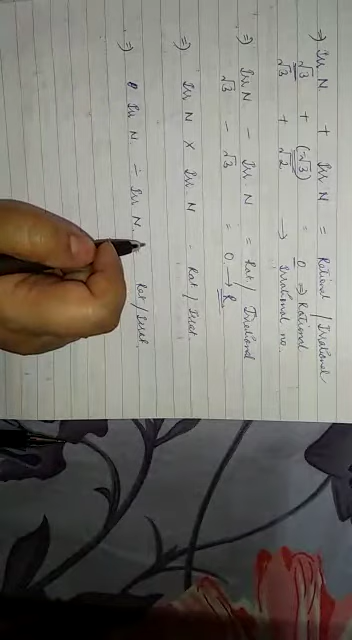 ⇒ Irr N + Irr N = Rational / Irrational
√3 + (-√3) = 0 ⇒ Rational
√3 + √2 → Irrational no.
⇒ Irr N - Irr. N = Rat. / Irrational
√3 - √3 = 0 → R
⇒ Irr N × Irr. N - Rat / Irrat.
⇒ Irr N. ÷ Irr N. Rat / Irrat.